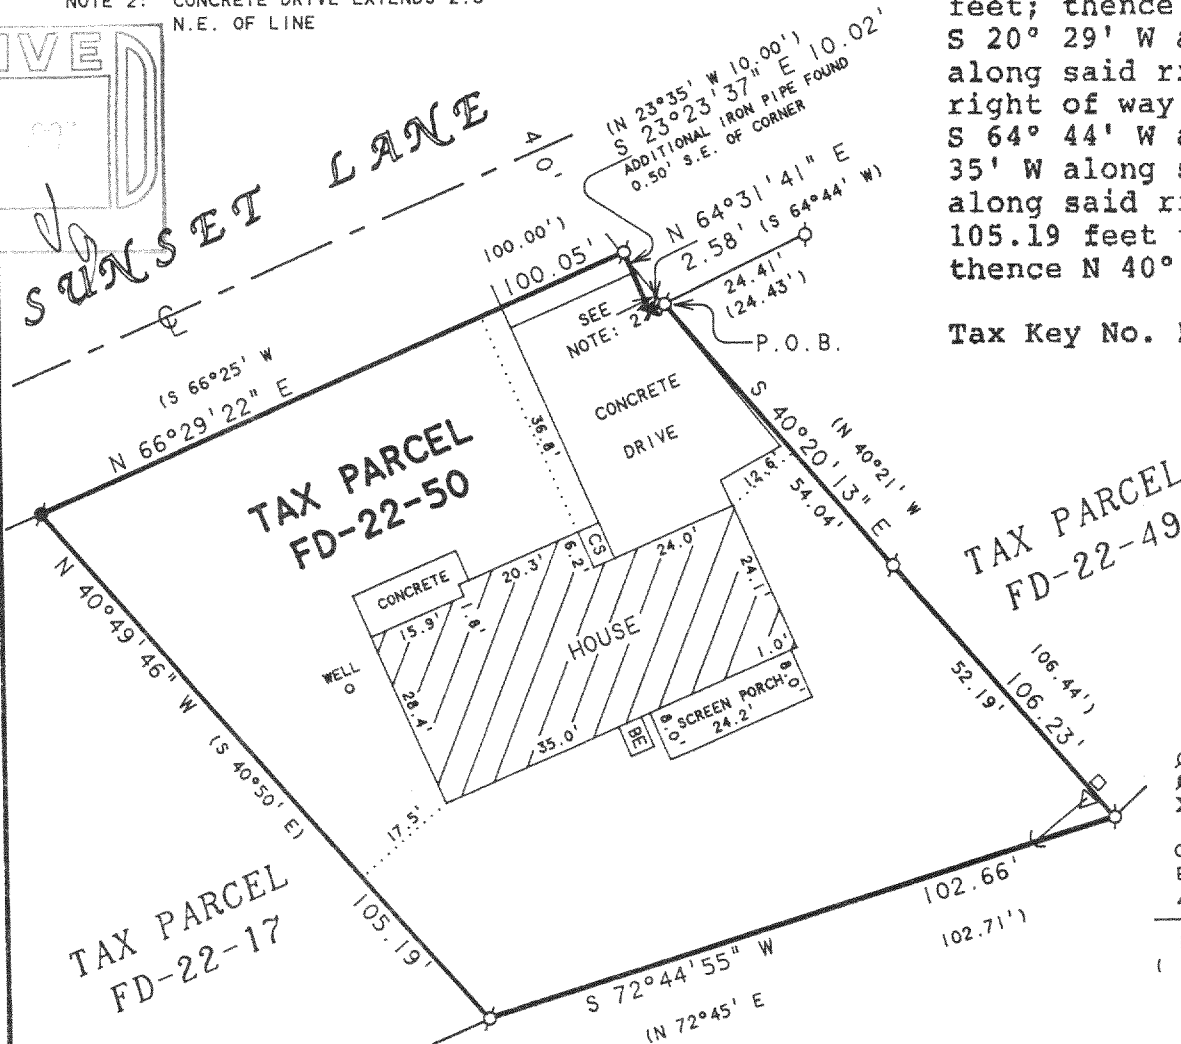 NOTE 2: CONCRETE DRIVE EXTENDS 2.
N.E. OF LINE
IVED
SUNSET LANE
40'
(N 23°35' W 10.00')
S 23°23'37" E 10.02'
ADDITIONAL IRON PIPE FOUND
0.50' S.E. OF CORNER
N 64°31'41" E
2.58' (S 64°44' W)
24.41'
(24.43')
P.O.B.
100.00')
100.05'
(S 66°25' W
N 66°29'22" E
SEE
NOTE: 2
CONCRETE
DRIVE
36.8'
TAX PARCEL
FD-22-50
12.6'
S 40°20'13" E
54.04'
(N 40°21' W
TAX PARCEL
FD-22-49
CONCRETE
20.3'
6.2'
CS
24.0'
24.1'
1.8'
15.9'
HOUSE
WELL
28.4'
35.0'
1.0'
8.0'
SCREEN PORCH
24.2'
8.0'
BE
17.5'
N 40°49'46" W
(S 40°50' E)
105.19'
TAX PARCEL
FD-22-17
52.19'
106.44')
106.23'
102.66'
102.71')
S 72°44'55" W
(N 72°45' E
feet; thence
S 20° 29' W
along said
right of way
S 64° 44' W
35' W along
along said
105.19 feet
thence N 40°
Tax Key No.